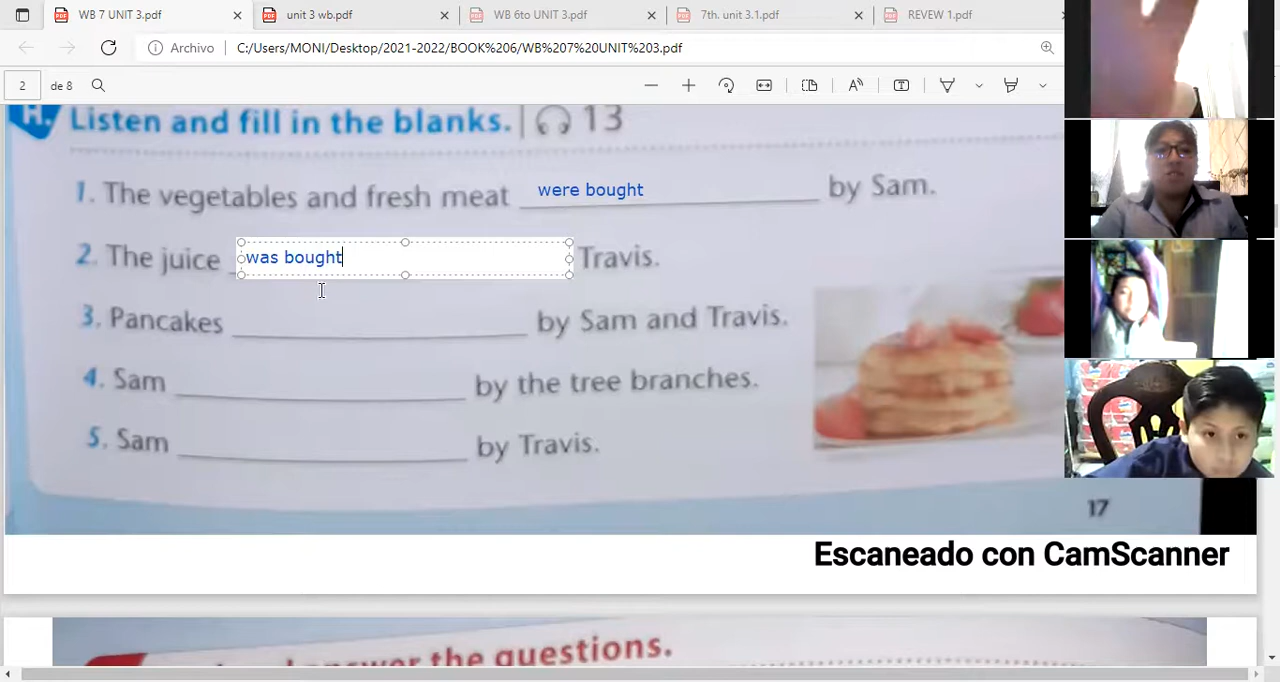 WB 7 UNIT 3.pdf
unit 3 wb.pdf
WB 6to UNIT 3.pdf
7th. unit 3.1.pdf
REVEW 1.pdf
Archivo
C:/Users/MONI/Desktop/2021-2022/BOOK%206/WB%207%20UNIT%203.pdf
2 de 8
H. Listen and fill in the blanks. 13
1. The vegetables and fresh meat were bought by Sam.
2. The juice was bought Travis.
3. Pancakes ____ by Sam and Travis.
4. Sam ____ by the tree branches.
5. Sam ____ by Travis.
17
Escaneado con CamScanner
answer the questions.